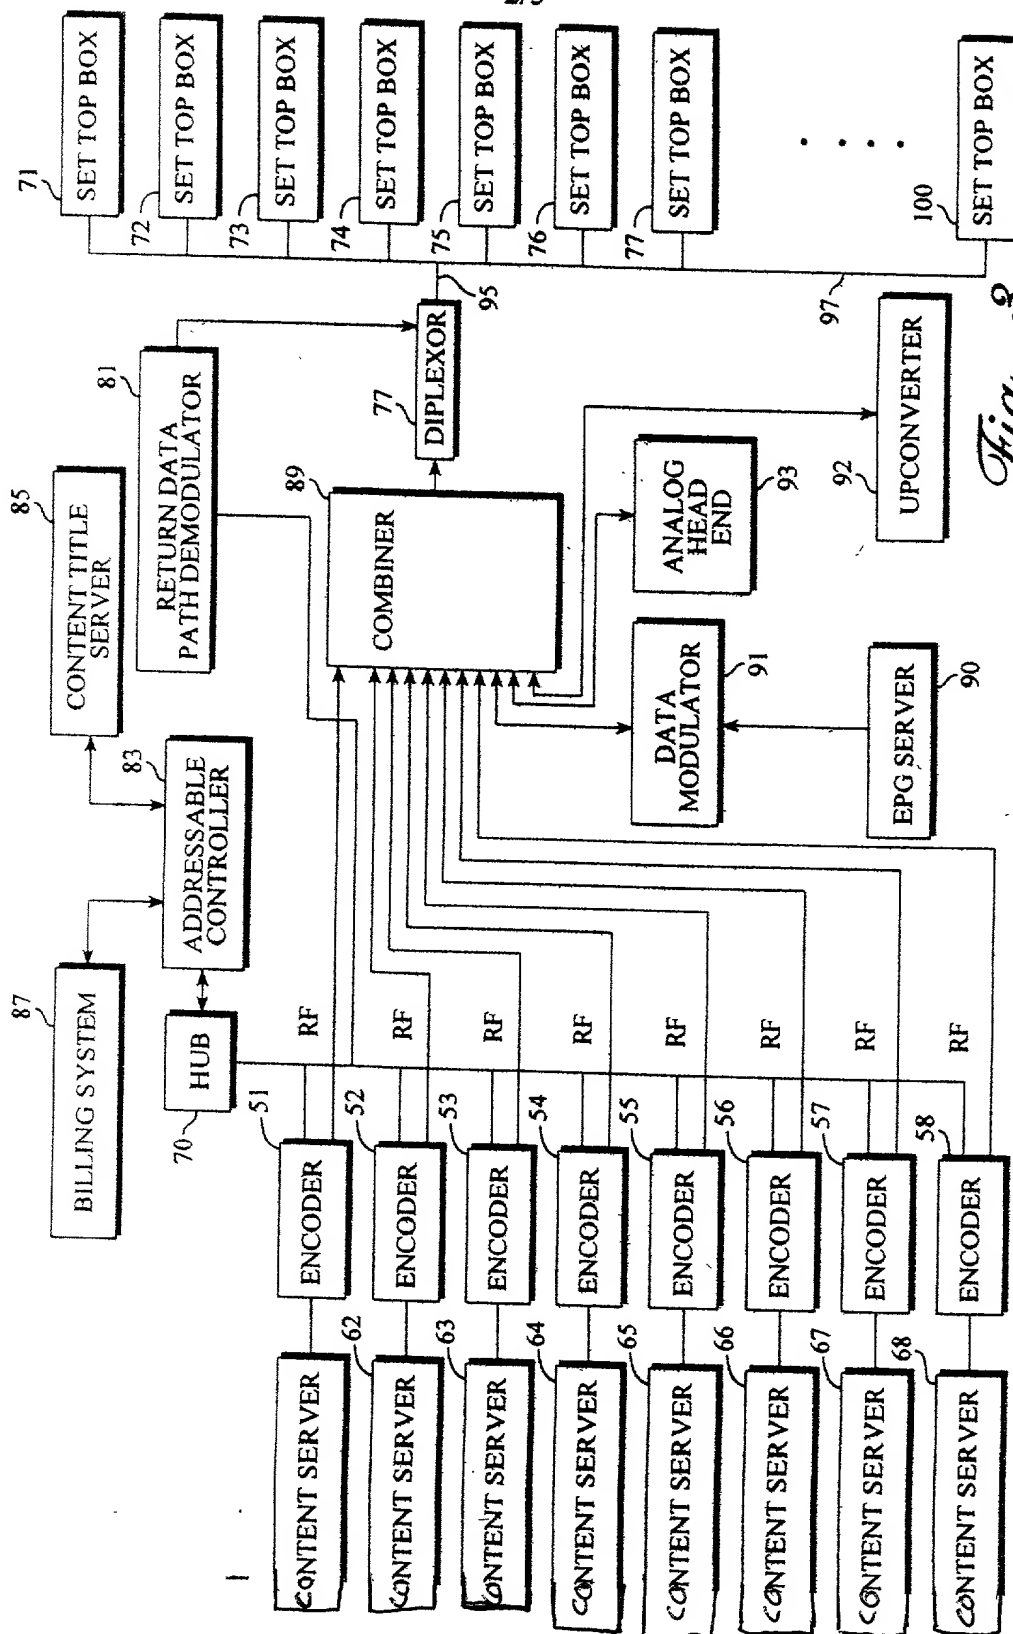 BILLING SYSTEM
87
HUB
70
ADDRESSABLE
CONTROLLER
83
CONTENT TITLE
SERVER
85
RETURN DATA
PATH DEMODULATOR
81
COMBINER
89
DIPLEXOR
77
95
97
SET TOP BOX
71
SET TOP BOX
72
SET TOP BOX
73
SET TOP BOX
74
SET TOP BOX
75
SET TOP BOX
76
SET TOP BOX
77
SET TOP BOX
100
CONTENT SERVER
ENCODER
51
RF
CONTENT SERVER
62
ENCODER
52
RF
CONTENT SERVER
63
ENCODER
53
RF
CONTENT SERVER
64
ENCODER
54
RF
CONTENT SERVER
65
ENCODER
55
RF
CONTENT SERVER
66
ENCODER
56
RF
CONTENT SERVER
67
ENCODER
57
RF
CONTENT SERVER
68
ENCODER
58
RF
DATA
MODULATOR
91
EPG SERVER
90
ANALOG
HEAD
END
93
UPCONVERTER
92
Fig.